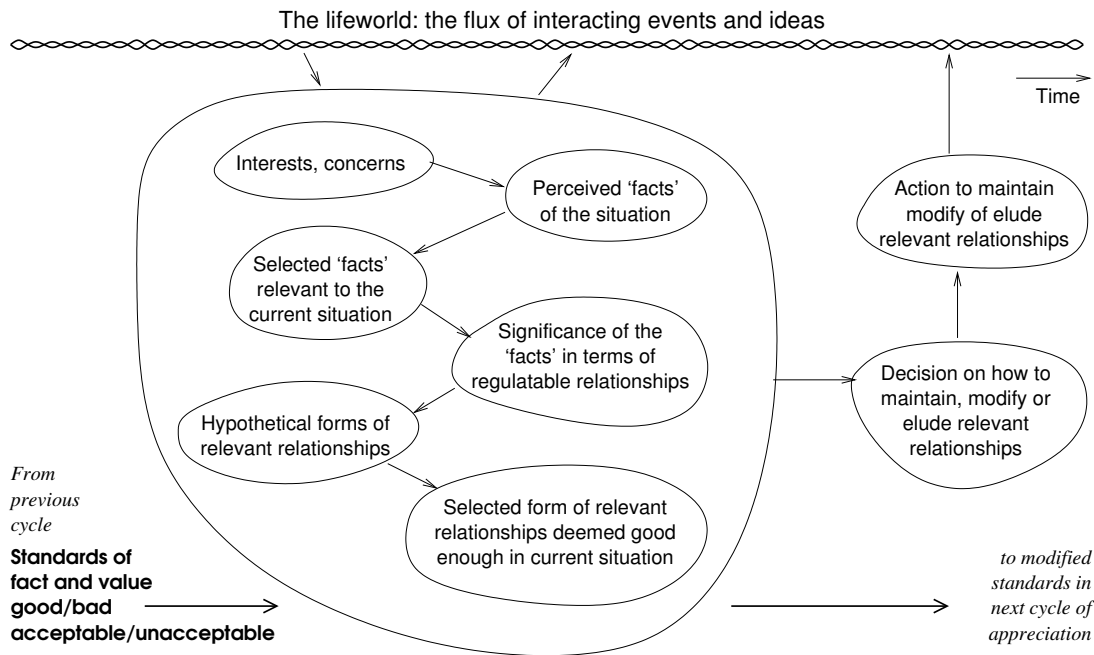 The lifeworld: the flux of interacting events and ideas
Time
Interests, concerns
Perceived ‘facts’
of the situation
Selected ‘facts’
relevant to the
current situation
Significance of the
‘facts’ in terms of
regulatable relationships
Hypothetical forms of
relevant relationships
Selected form of relevant
relationships deemed good
enough in current situation
Decision on how to
maintain, modify or
elude relevant
relationships
Action to maintain
modify of elude
relevant relationships
From
previous
cycle
Standards of
fact and value
good/bad
acceptable/unacceptable
to modified
standards in
next cycle of
appreciation